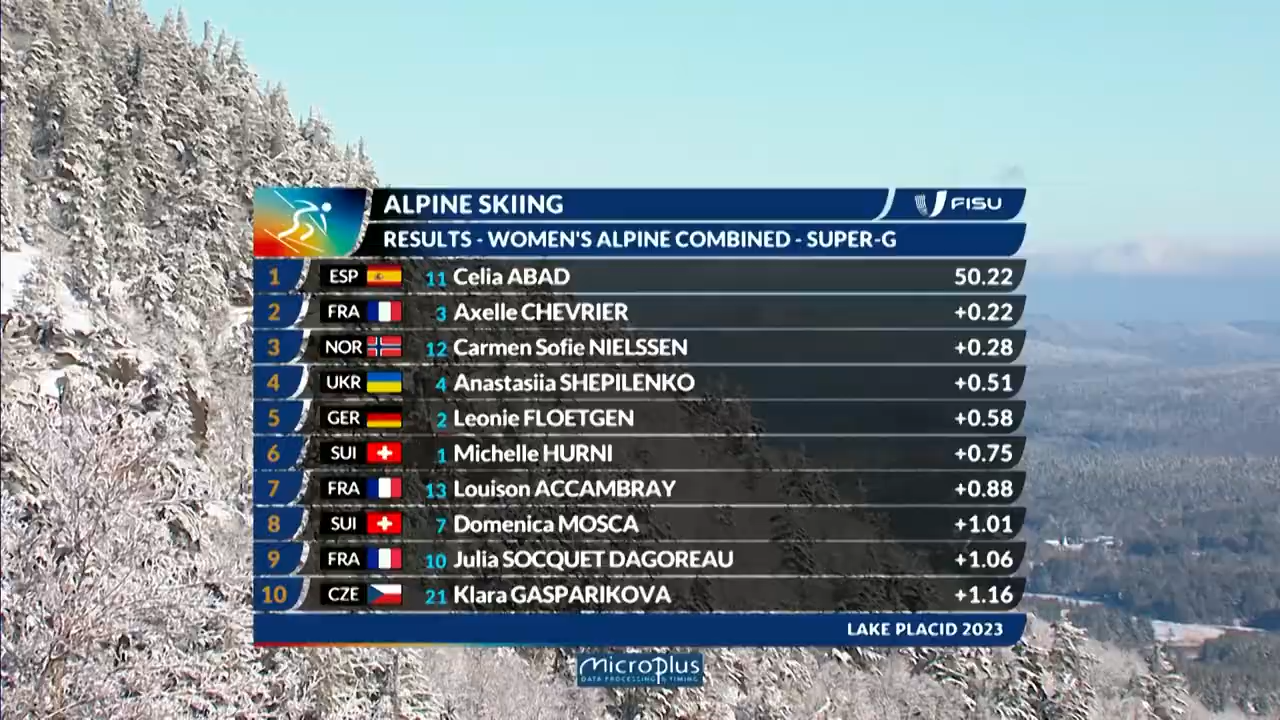 ALPINE SKIING FISU
RESULTS - WOMEN'S ALPINE COMBINED - SUPER-G
1 ESP 11 Celia ABAD 50.22
2 FRA 3 Axelle CHEVRIER +0.22
3 NOR 12 Carmen Sofie NIELSSEN +0.28
4 UKR 4 Anastasiia SHEPILENKO +0.51
5 GER 2 Leonie FLOETGEN +0.58
6 SUI 1 Michelle HURNI +0.75
7 FRA 13 Louison ACCAMBRAY +0.88
8 SUI 7 Domenica MOSCA +1.01
9 FRA 10 Julia SOCQUET DAGOREAU +1.06
10 CZE 21 Klara GASPARIKOVA +1.16
LAKE PLACID 2023
Microplus
DATA PROCESSING & TIMING